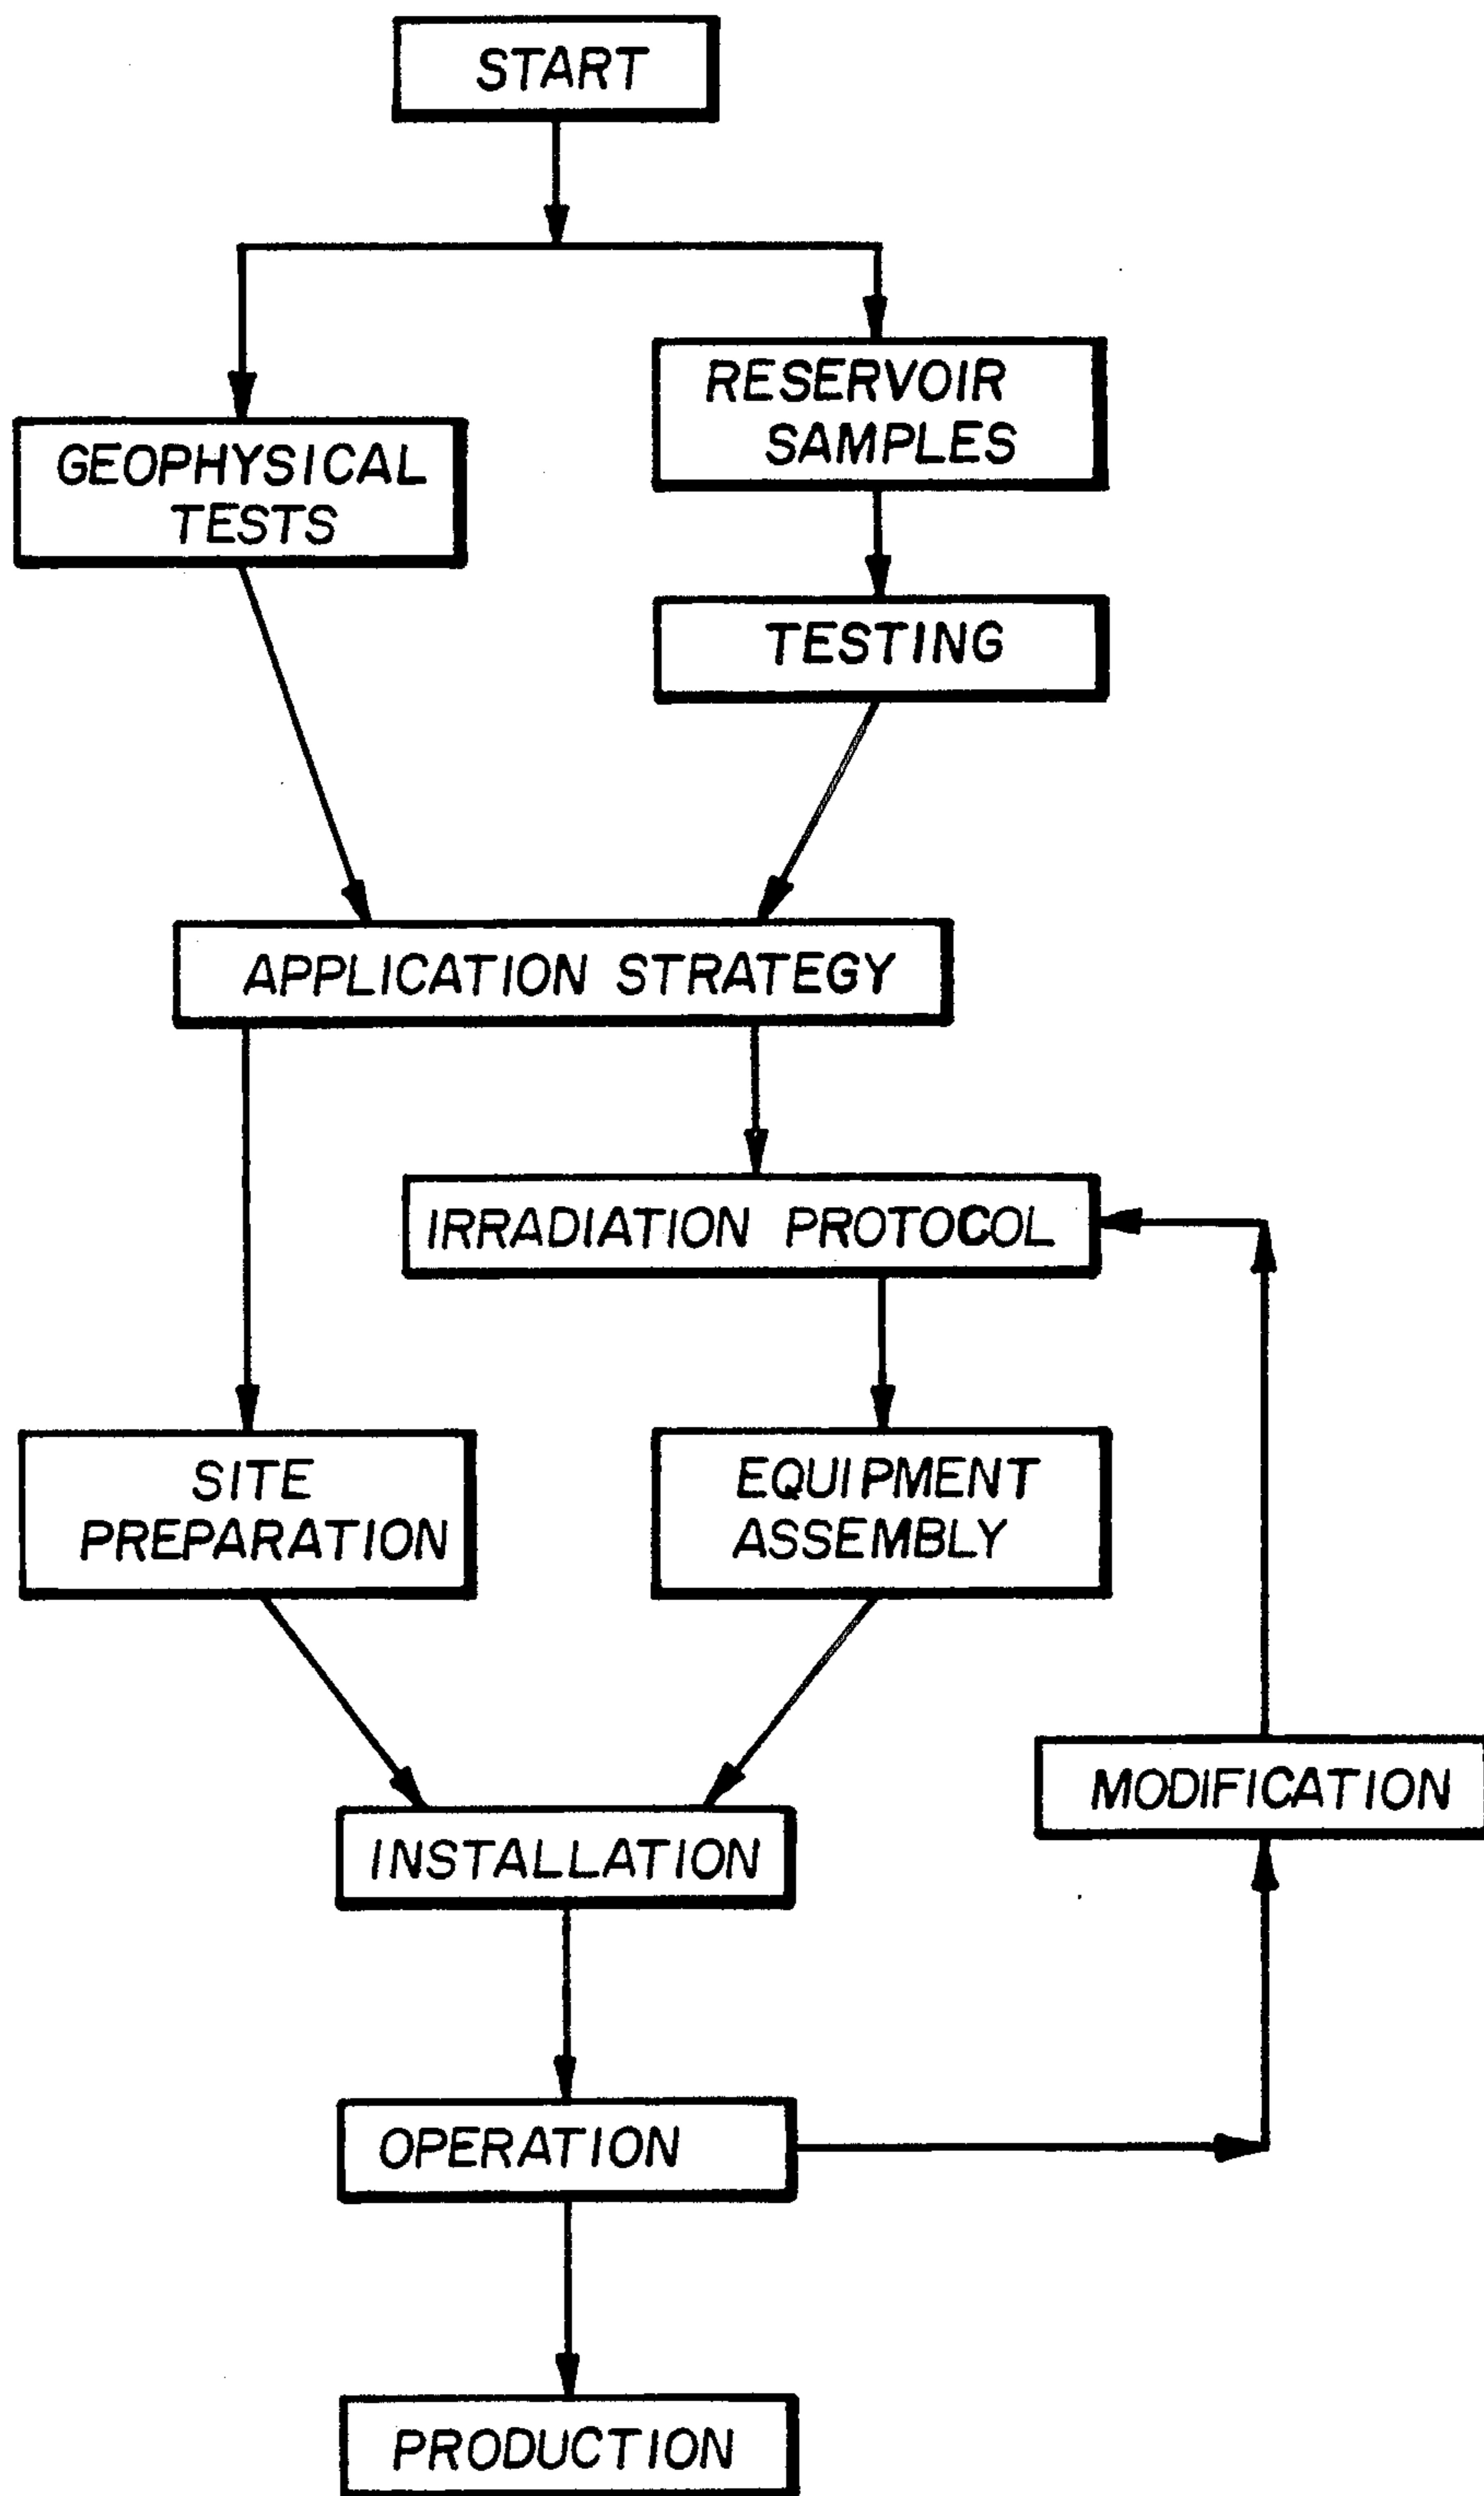 START
RESERVOIR
SAMPLES
GEOPHYSICAL
TESTS
TESTING
APPLICATION STRATEGY
IRRADIATION PROTOCOL
SITE
PREPARATION
EQUIPMENT
ASSEMBLY
MODIFICATION
INSTALLATION
OPERATION
PRODUCTION